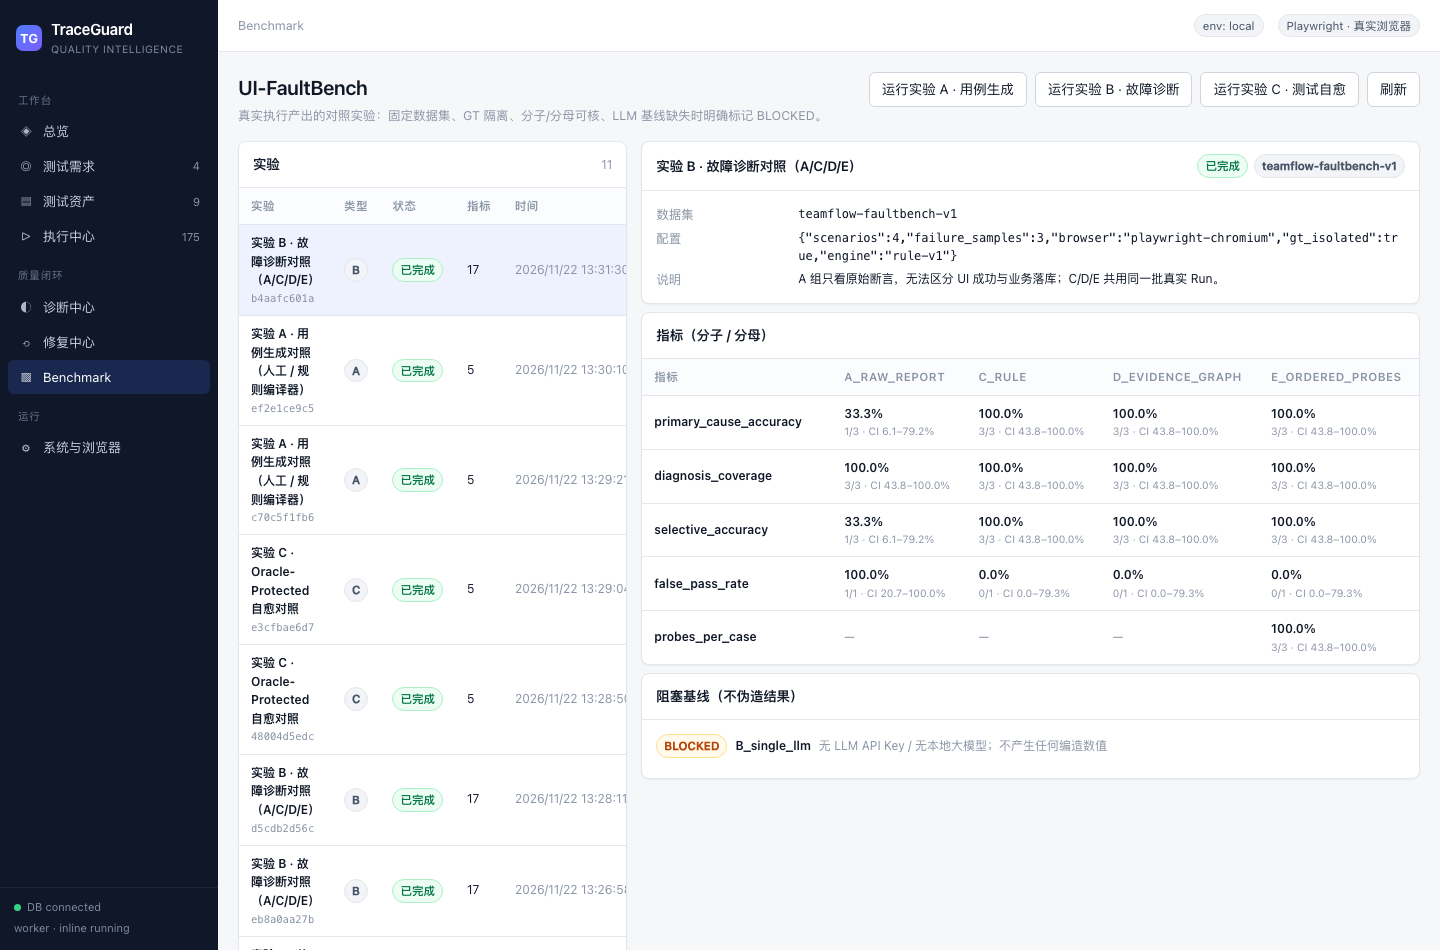 TG
TraceGuard
QUALITY INTELLIGENCE
工作台
总览
测试需求 4
测试资产 9
执行中心 175
质量闭环
诊断中心
修复中心
Benchmark
运行
系统与浏览器
DB connected
worker · inline running
Benchmark
env: local
Playwright · 真实浏览器
UI-FaultBench
真实执行产出的对照实验：固定数据集、GT 隔离、分子/分母可核、LLM 基线缺失时明确标记 BLOCKED。
运行实验 A · 用例生成
运行实验 B · 故障诊断
运行实验 C · 测试自愈
刷新
实验 11
实验 类型 状态 指标 时间
实验 B · 故
障诊断对照
（A/C/D/E）
b4aafc601a
B 已完成 17 2026/11/22 13:31:30
实验 A · 用
例生成对照
（人工 / 规
则编译器）
ef2e1ce9c5
A 已完成 5 2026/11/22 13:30:10
实验 A · 用
例生成对照
（人工 / 规
则编译器）
c70c5f1fb6
A 已完成 5 2026/11/22 13:29:2
实验 C ·
Oracle-
Protected
自愈对照
e3cfbae6d7
C 已完成 5 2026/11/22 13:29:04
实验 C ·
Oracle-
Protected
自愈对照
48004d5edc
C 已完成 5 2026/11/22 13:28:50
实验 B · 故
障诊断对照
（A/C/D/E）
d5cdb2d56c
B 已完成 17 2026/11/22 13:28:11
实验 B · 故
障诊断对照
（A/C/D/E）
eb8a0aa27b
B 已完成 17 2026/11/22 13:26:58
实验 B · 故障诊断对照（A/C/D/E）
已完成
teamflow-faultbench-v1
数据集 teamflow-faultbench-v1
配置 {"scenarios":4,"failure_samples":3,"browser":"playwright-chromium","gt_isolated":tr
ue,"engine":"rule-v1"}
说明 A 组只看原始断言，无法区分 UI 成功与业务落库；C/D/E 共用同一批真实 Run。
指标（分子 / 分母）
指标 A_RAW_REPORT C_RULE D_EVIDENCE_GRAPH E_ORDERED_PROBES
primary_cause_accuracy 33.3% 100.0% 100.0% 100.0%
1/3 · CI 6.1–79.2% 3/3 · CI 43.8–100.0% 3/3 · CI 43.8–100.0% 3/3 · CI 43.8–100.0%
diagnosis_coverage 100.0% 100.0% 100.0% 100.0%
3/3 · CI 43.8–100.0% 3/3 · CI 43.8–100.0% 3/3 · CI 43.8–100.0% 3/3 · CI 43.8–100.0%
selective_accuracy 33.3% 100.0% 100.0% 100.0%
1/3 · CI 6.1–79.2% 3/3 · CI 43.8–100.0% 3/3 · CI 43.8–100.0% 3/3 · CI 43.8–100.0%
false_pass_rate 100.0% 0.0% 0.0% 0.0%
1/1 · CI 20.7–100.0% 0/1 · CI 0.0–79.3% 0/1 · CI 0.0–79.3% 0/1 · CI 0.0–79.3%
probes_per_case — — — 100.0%
3/3 · CI 43.8–100.0%
阻塞基线（不伪造结果）
BLOCKED B_single_llm 无 LLM API Key / 无本地大模型；不产生任何编造数值